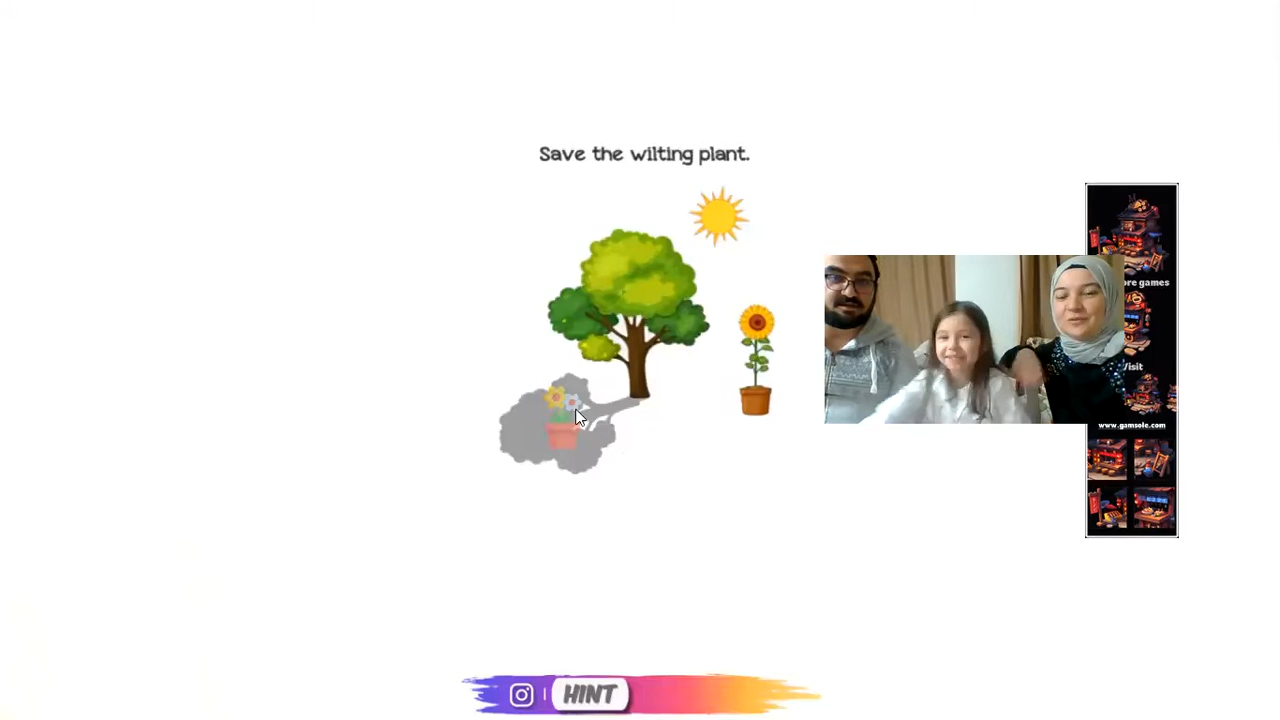 Save the wilting plant.
ore games
Visit
www.gamsole.com
HINT